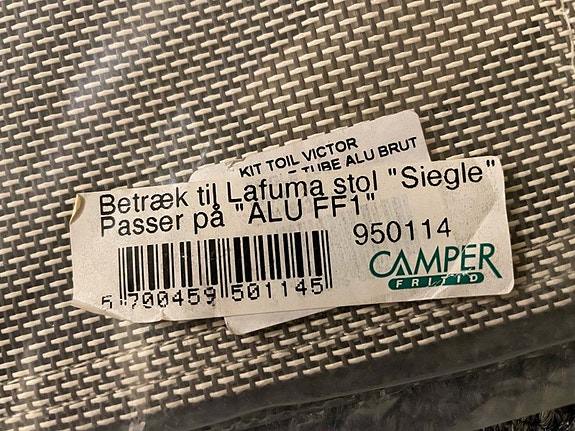 KIT TOIL VICTOR
TUBE ALU BRUT
Betræk til Lafuma stol "Siegle"
Passer på "ALU FF1"
950114
5 700459 501145
CAMPER
FRITID